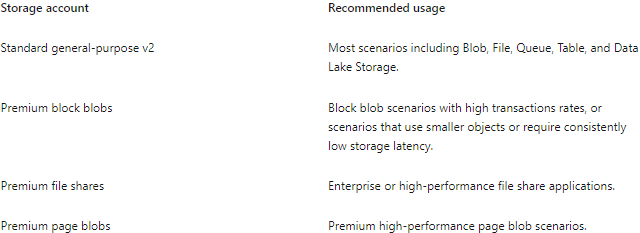 Storage account Recommended usage
Standard general-purpose v2 Most scenarios including Blob, File, Queue, Table, and Data
Lake Storage.
Premium block blobs Block blob scenarios with high transactions rates, or
scenarios that use smaller objects or require consistently
low storage latency.
Premium file shares Enterprise or high-performance file share applications.
Premium page blobs Premium high-performance page blob scenarios.